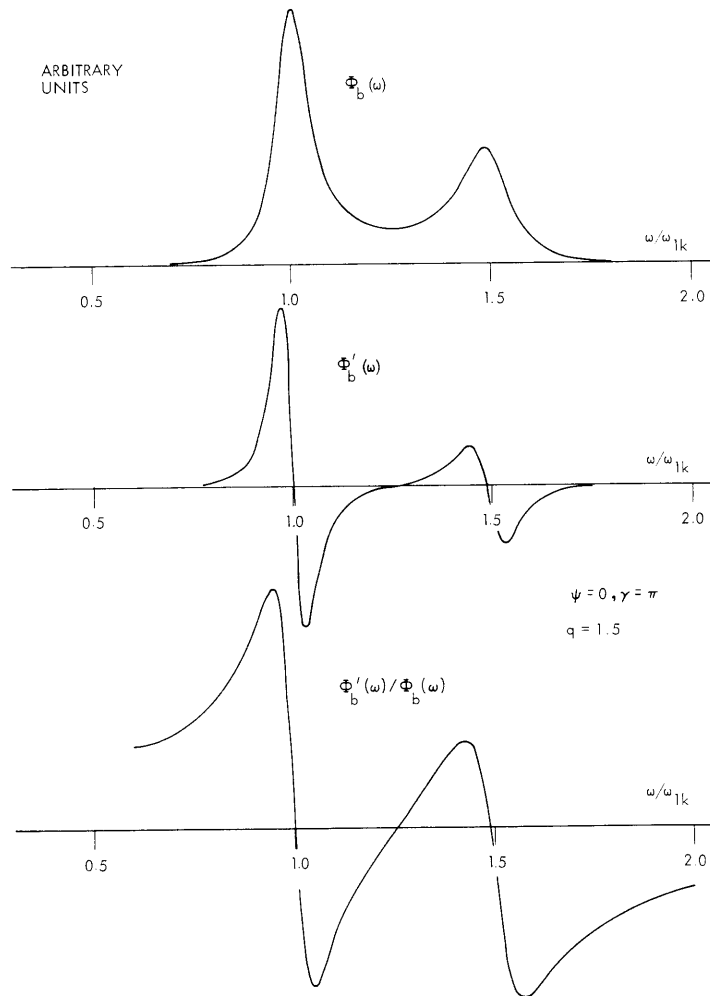 ARBITRARY
UNITS
Φb(ω)
ω/ω1k
0.5 1.0 1.5 2.0
Φb'(ω)
ω/ω1k
0.5 1.0 1.5 2.0
ψ = 0, γ = π
q = 1.5
Φb'(ω)/Φb(ω)
ω/ω1k
0.5 1.0 1.5 2.0